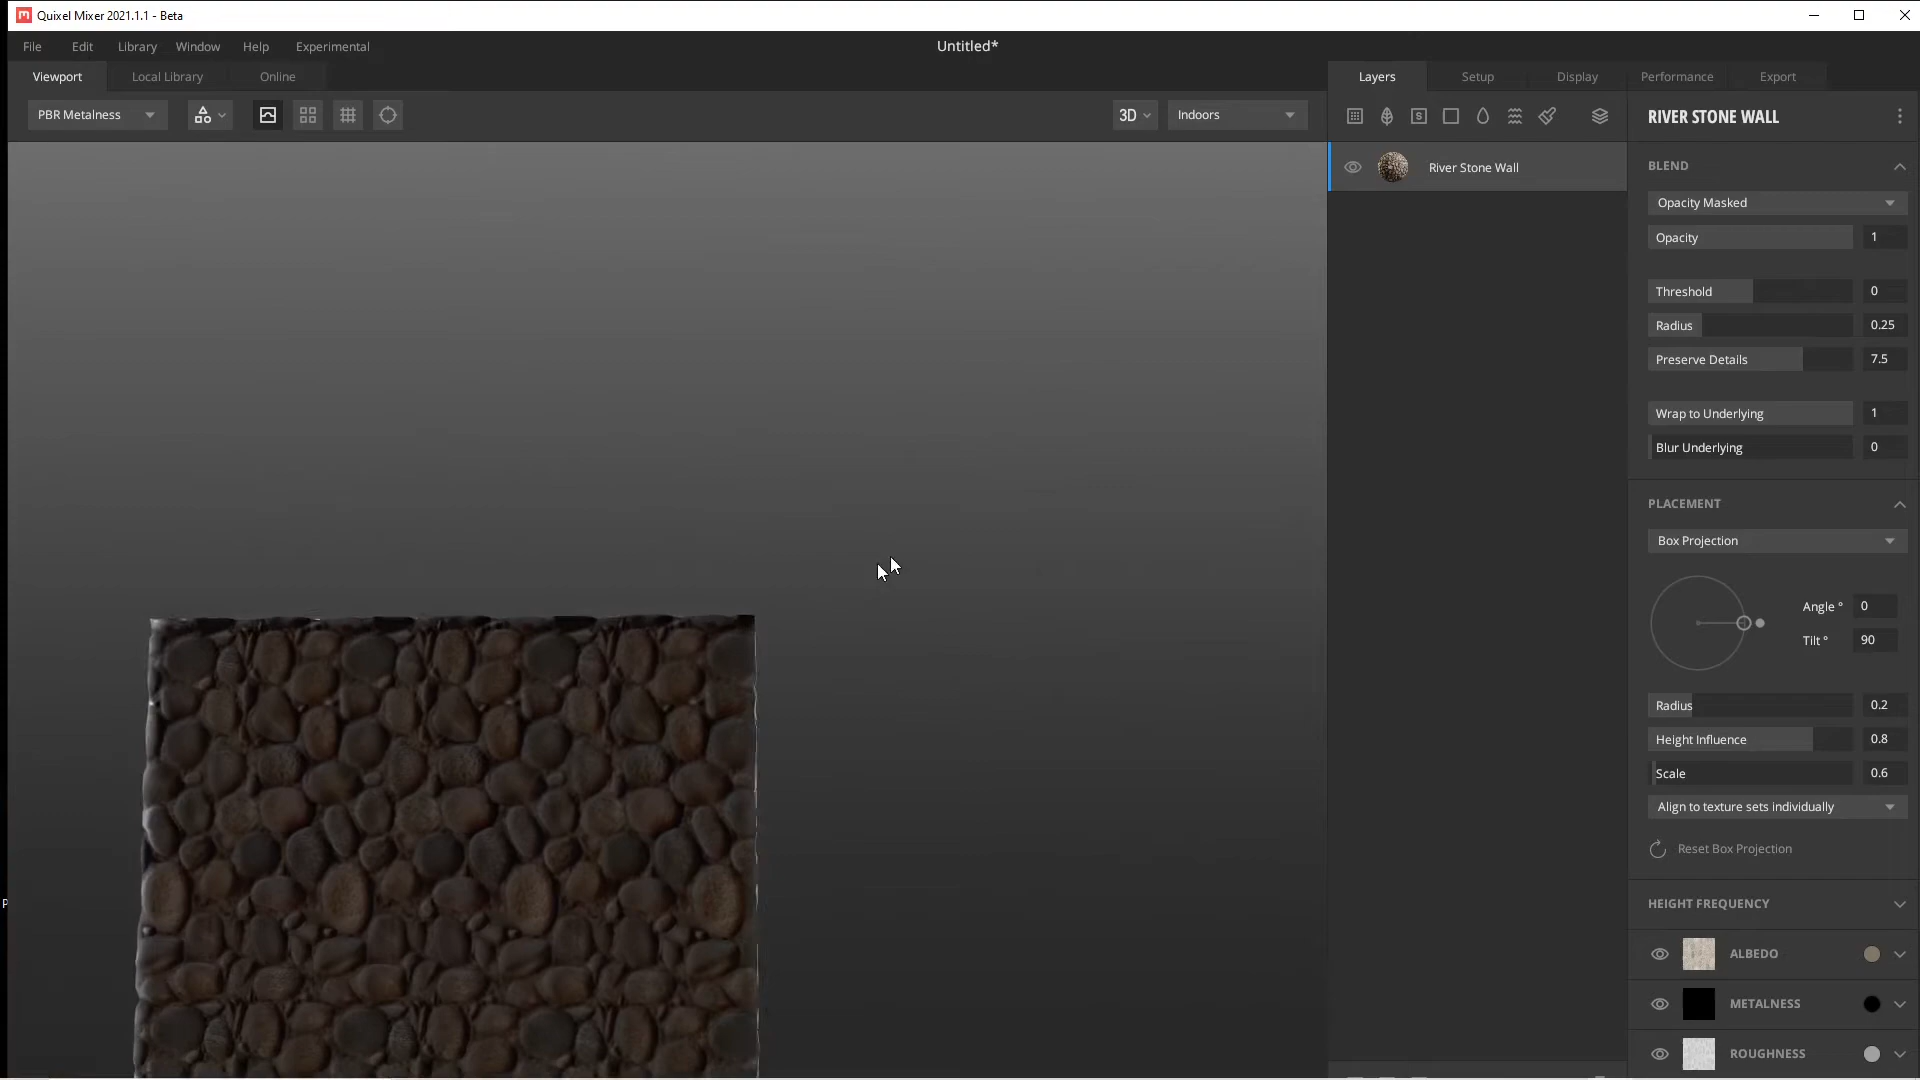 Quixel Mixer 2021.1.1 - Beta
File Edit Library Window Help Experimental
Untitled*
Viewport Local Library Online
Layers Setup Display Performance Export
PBR Metalness
3D
Indoors
RIVER STONE WALL
River Stone Wall
BLEND
Opacity Masked
Opacity 1
Threshold 0
Radius 0.25
Preserve Details 7.5
Wrap to Underlying 1
Blur Underlying 0
PLACEMENT
Box Projection
Angle ° 0
Tilt ° 90
Radius 0.2
Height Influence 0.8
Scale 0.6
Align to texture sets individually
Reset Box Projection
HEIGHT FREQUENCY
ALBEDO
METALNESS
ROUGHNESS